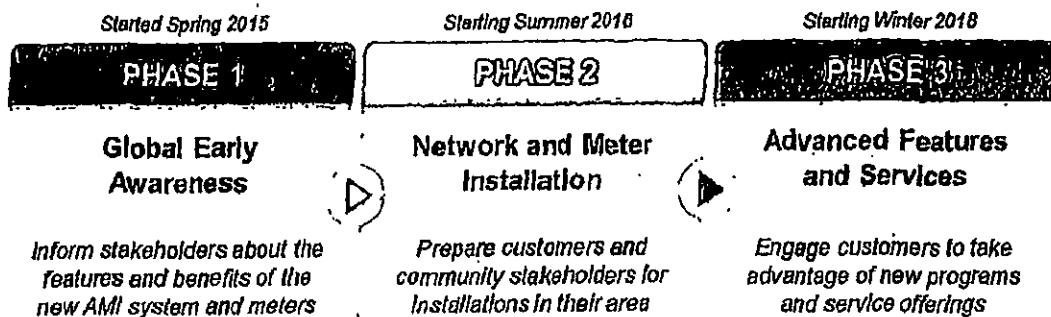 Started Spring 2015
PHASE 1
Global Early
Awareness
Inform stakeholders about the
features and benefits of the
new AMI system and meters
Starting Summer 2016
PHASE 2
Network and Meter
Installation
Prepare customers and
community stakeholders for
installations in their area
Starting Winter 2018
PHASE 3
Advanced Features
and Services
Engage customers to take
advantage of new programs
and service offerings